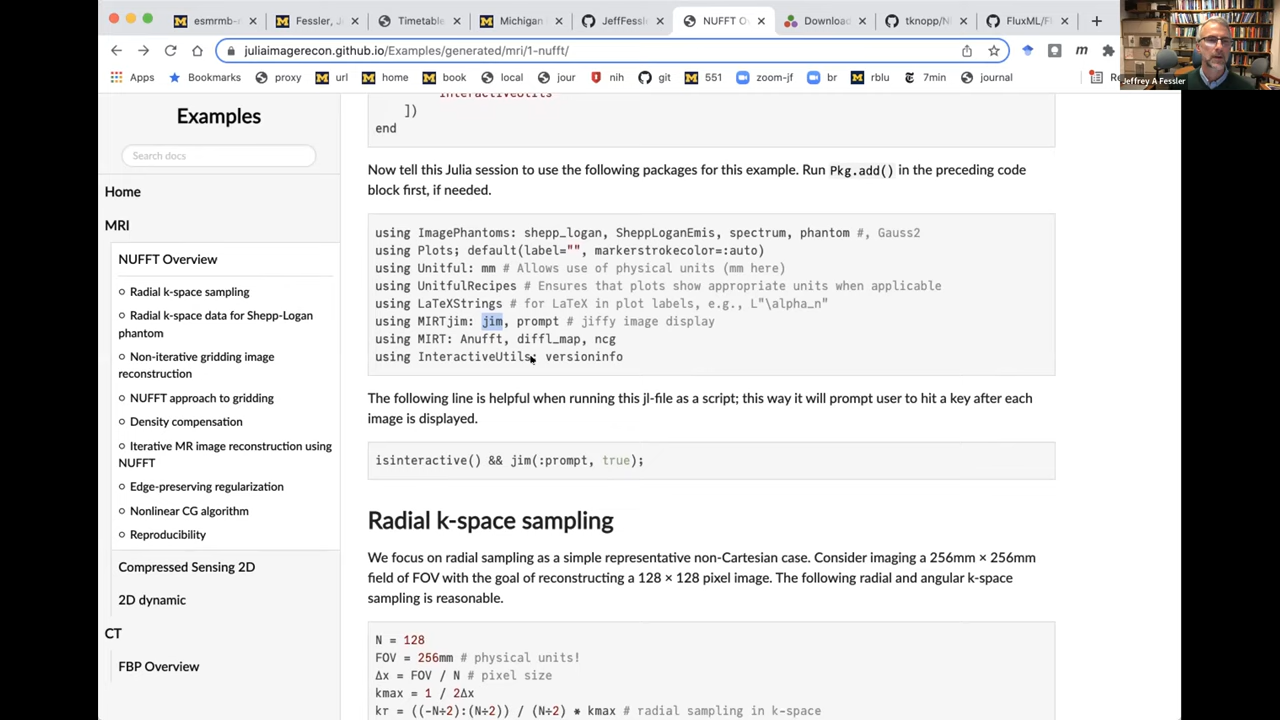 esmrmb-e
Fessler, J
Timetable
Michigan
JeffFessle
NUFFT O
Download
tknopp/N
FluxML/F
juliaimagerecon.github.io/Examples/generated/mri/1-nufft/
Apps
Bookmarks
proxy
url
home
book
local
jour
nih
git
551
zoom-jf
br
rblu
7min
journal
Jeffrey A Fessler
Examples
Search docs
Home
MRI
NUFFT Overview
Radial k-space sampling
Radial k-space data for Shepp-Logan
phantom
Non-iterative gridding image
reconstruction
NUFFT approach to gridding
Density compensation
Iterative MR image reconstruction using
NUFFT
Edge-preserving regularization
Nonlinear CG algorithm
Reproducibility
Compressed Sensing 2D
2D dynamic
CT
FBP Overview
"InteractiveUtils"
])
end
Now tell this Julia session to use the following packages for this example. Run Pkg.add() in the preceding code
block first, if needed.
using ImagePhantoms: shepp_logan, SheppLoganEmis, spectrum, phantom #, Gauss2
using Plots; default(label="", markerstrokecolor=:auto)
using Unitful: mm # Allows use of physical units (mm here)
using UnitfulRecipes # Ensures that plots show appropriate units when applicable
using LaTeXStrings # for LaTeX in plot labels, e.g., L"\alpha_n"
using MIRTjim: jim, prompt # jiffy image display
using MIRT: Anufft, diffl_map, ncg
using InteractiveUtils: versioninfo
The following line is helpful when running this jl-file as a script; this way it will prompt user to hit a key after each
image is displayed.
isinteractive() && jim(:prompt, true);
Radial k-space sampling
We focus on radial sampling as a simple representative non-Cartesian case. Consider imaging a 256mm × 256mm
field of FOV with the goal of reconstructing a 128 × 128 pixel image. The following radial and angular k-space
sampling is reasonable.
N = 128
FOV = 256mm # physical units!
Δx = FOV / N # pixel size
kmax = 1 / 2Δx
kr = ((-N÷2):(N÷2)) / (N÷2) * kmax # radial sampling in k-space